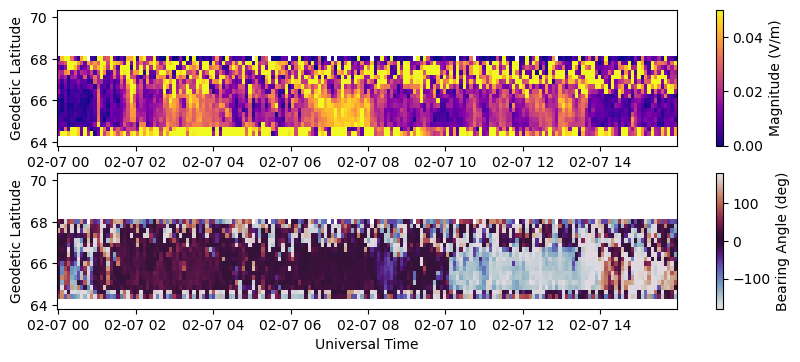 70
68
66
64
Geodetic Latitude
02-07 00 02-07 02 02-07 04 02-07 06 02-07 08 02-07 10 02-07 12 02-07 14
0.04
0.02
0.00
Magnitude (V/m)
70
68
66
64
Geodetic Latitude
02-07 00 02-07 02 02-07 04 02-07 06 02-07 08 02-07 10 02-07 12 02-07 14
Universal Time
100
0
−100
Bearing Angle (deg)